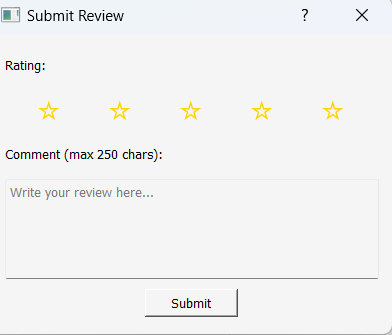 Submit Review ?
Rating:
Comment (max 250 chars):
Write your review here...
Submit